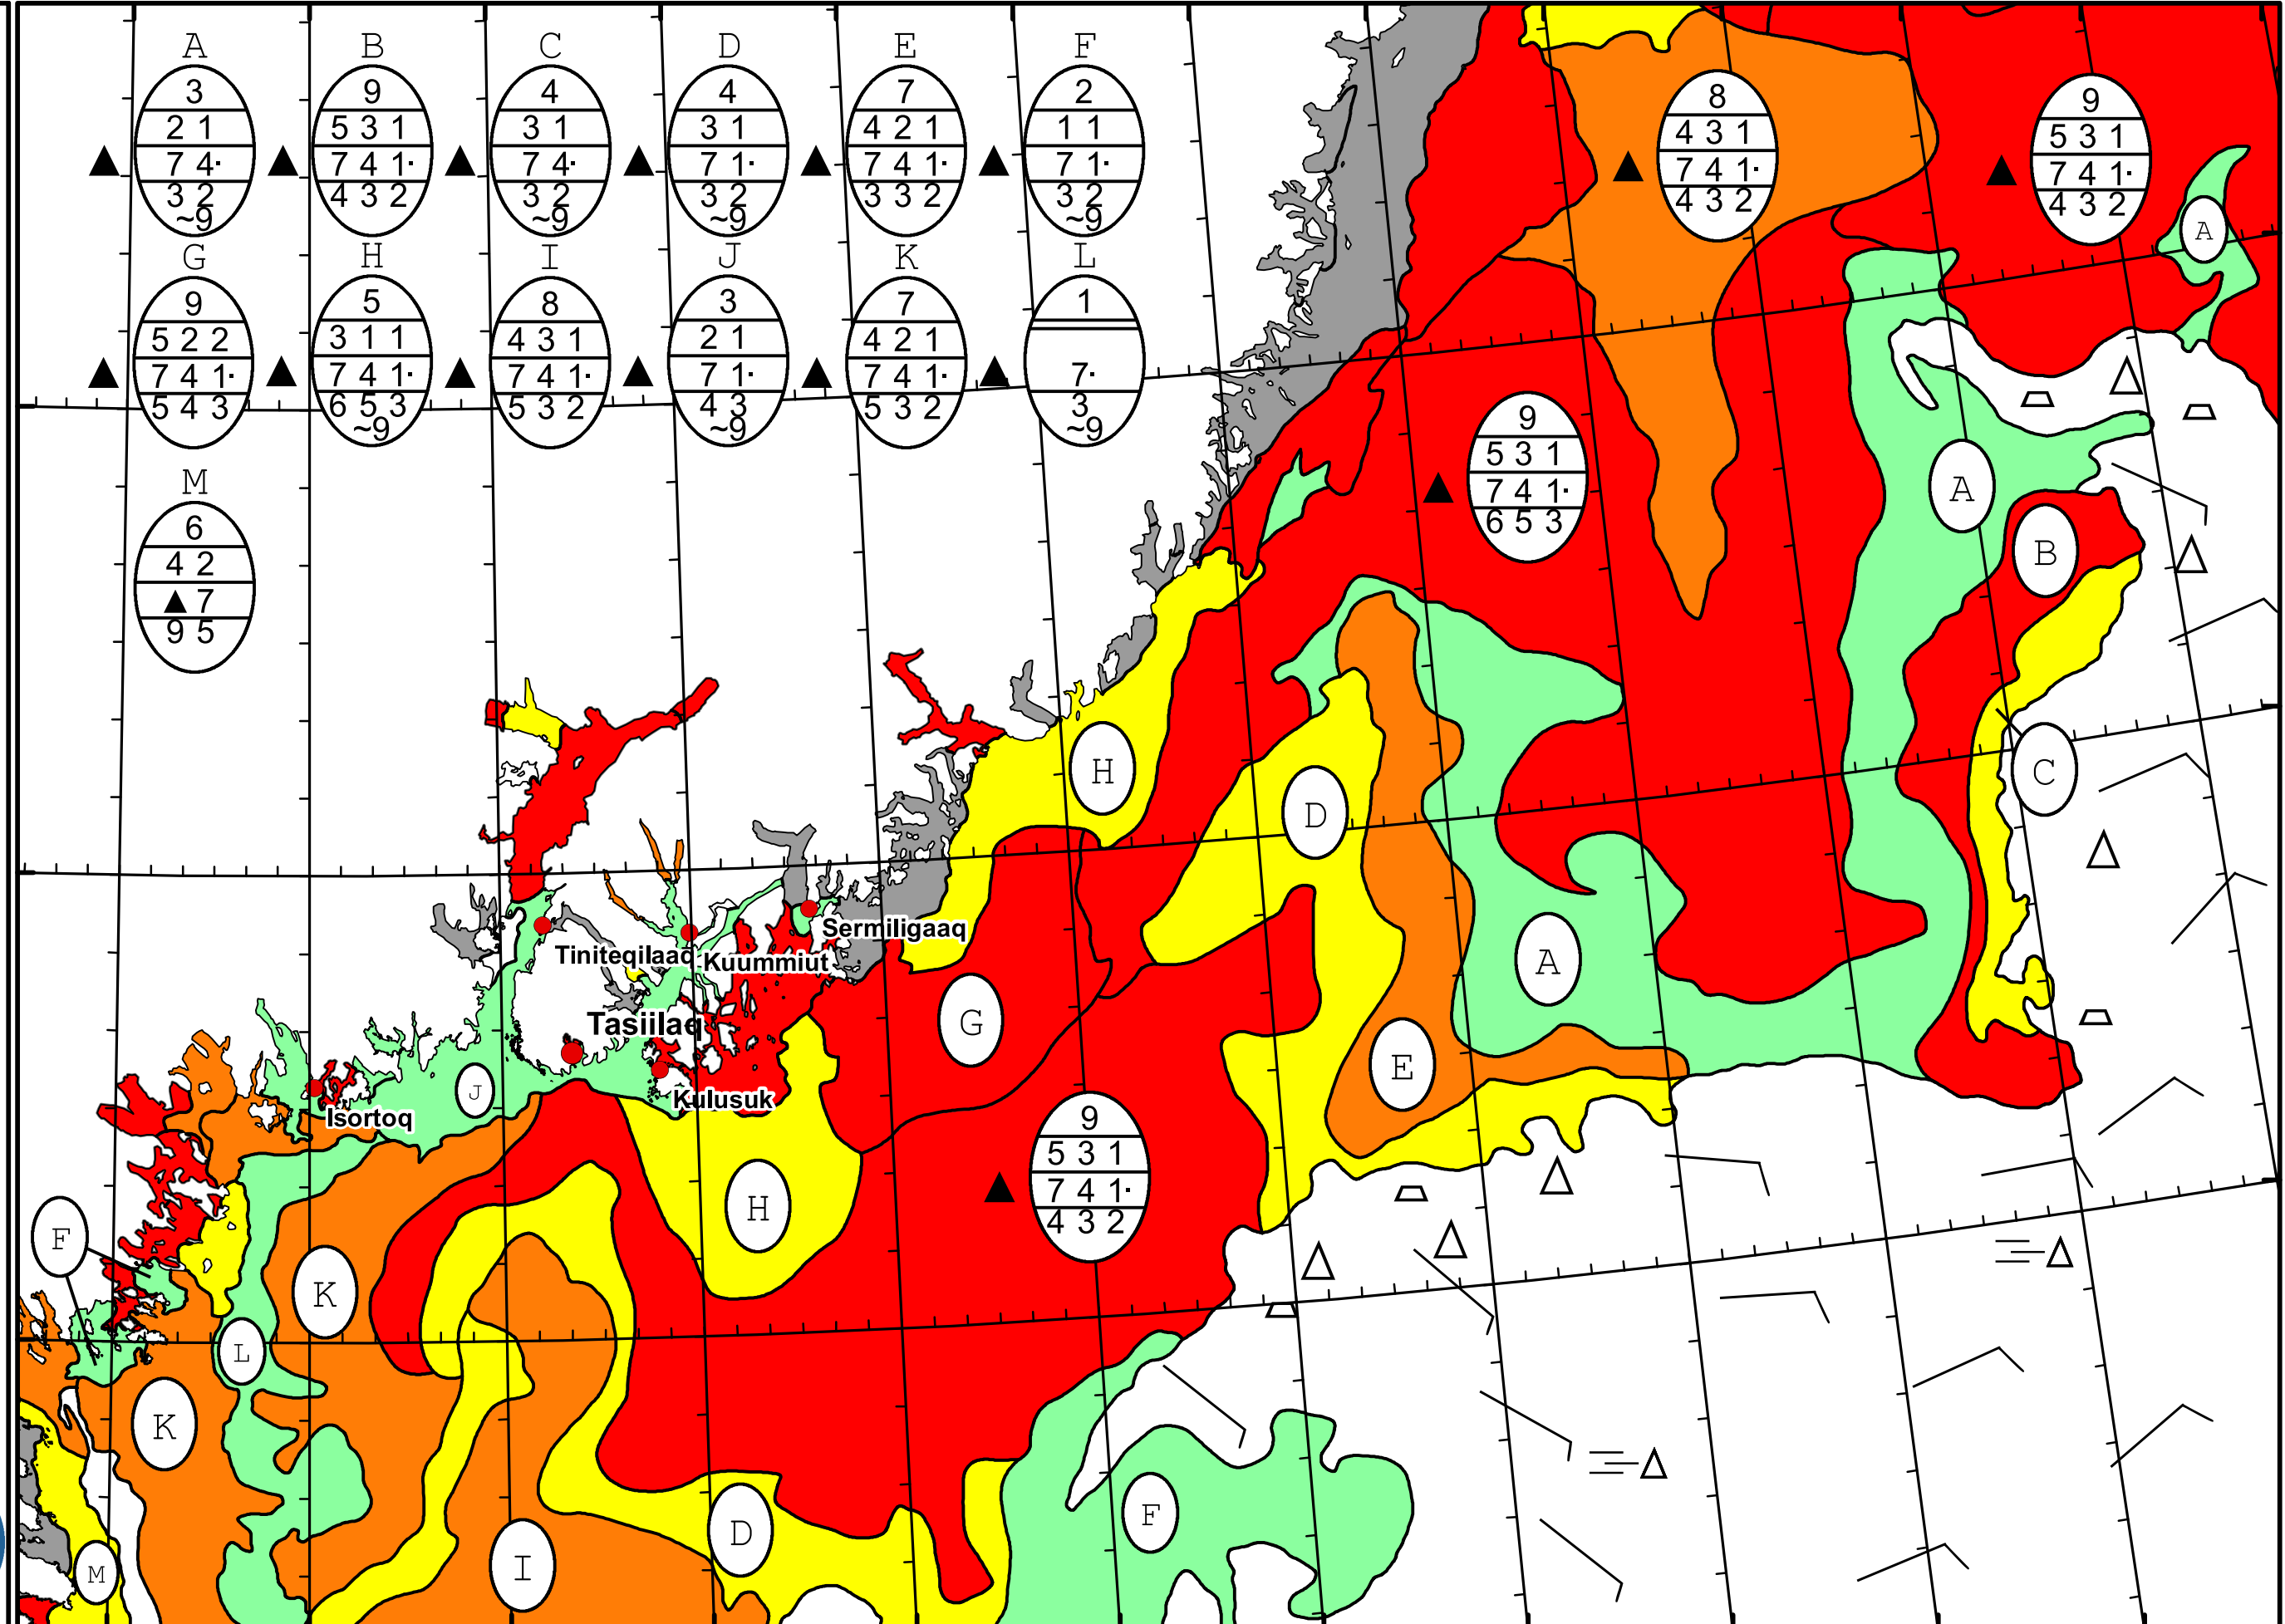 A B C D E F
3 9 4 4 7 2
2 1 5 3 1 3 1 3 1 4 2 1 1 1
7 4· 7 4 1· 7 4· 7 1· 7 4 1· 7 1·
3 2 4 3 2 3 2 3 2 3 3 2 3 2
~9 ~9 ~9 ~9
G H I J K L
9 5 8 3 7 1
5 2 2 3 1 1 4 3 1 2 1 4 2 1
7 4 1· 7 4 1· 7 4 1· 7 1· 7 4 1· 7·
5 4 3 6 5 3 5 3 2 4 3 5 3 2 3
~9 ~9 ~9
M
6
4 2
▲ 7
9 5
8
4 3 1
7 4 1·
4 3 2
9
5 3 1
7 4 1·
4 3 2
A
9
5 3 1
7 4 1·
6 5 3
A
B
H
D
C
Sermiligaaq
Tiniteqilaaq
Kuummiut
A
G
Tasiilaq
E
J
Kulusuk
Isortoq
9
5 3 1
7 4 1·
4 3 2
H
F
K
L
K
F
D
I
M